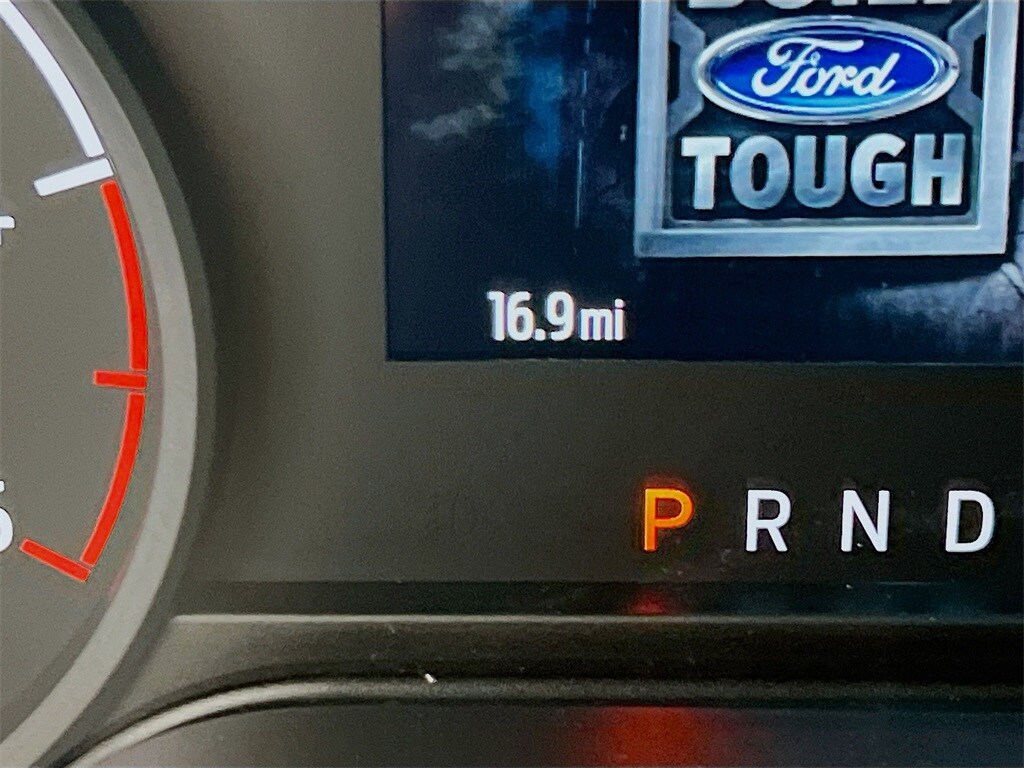 BUILT
Ford
TOUGH
16.9 mi
P R N D